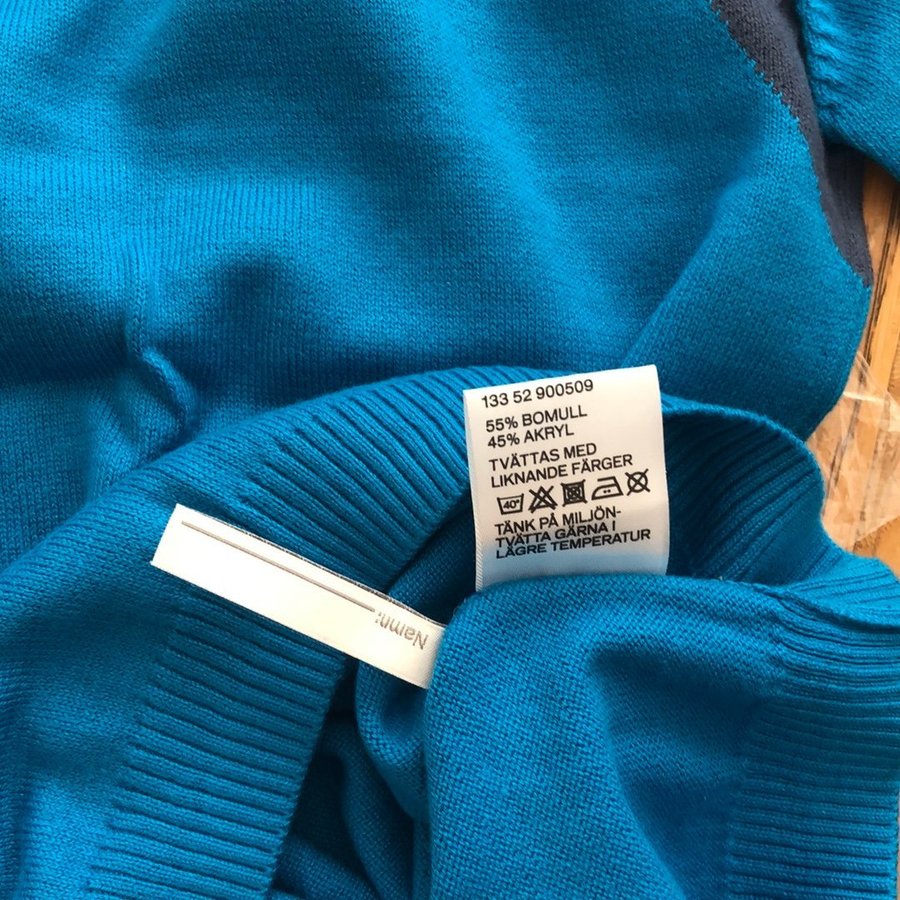 133 52 900509
55% BOMULL
45% AKRYL
TVÄTTAS MED
LIKNANDE FÄRGER
40°
TÄNK PÅ MILJÖN-
TVÄTTA GÄRNA I
LÄGRE TEMPERATUR
Namn: